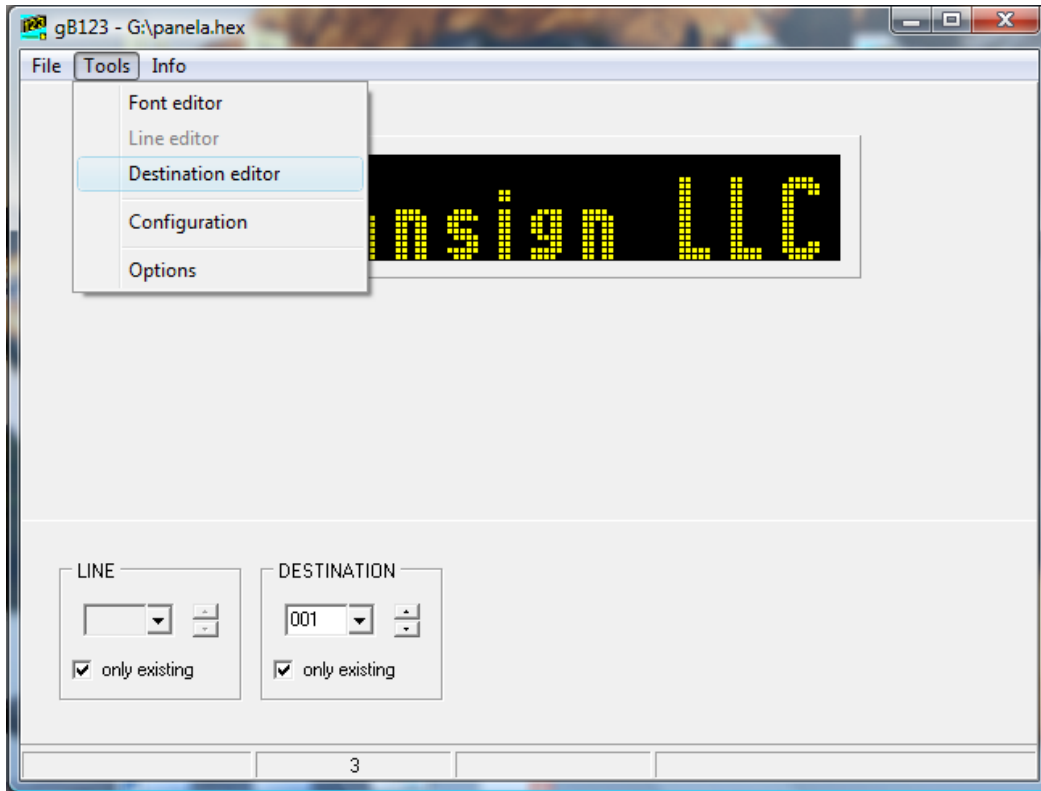 gB123 - G:\panela.hex
File Tools Info
Font editor
Line editor
Destination editor
Configuration
Options
nsign LLC
LINE
DESTINATION
001
only existing
only existing
3